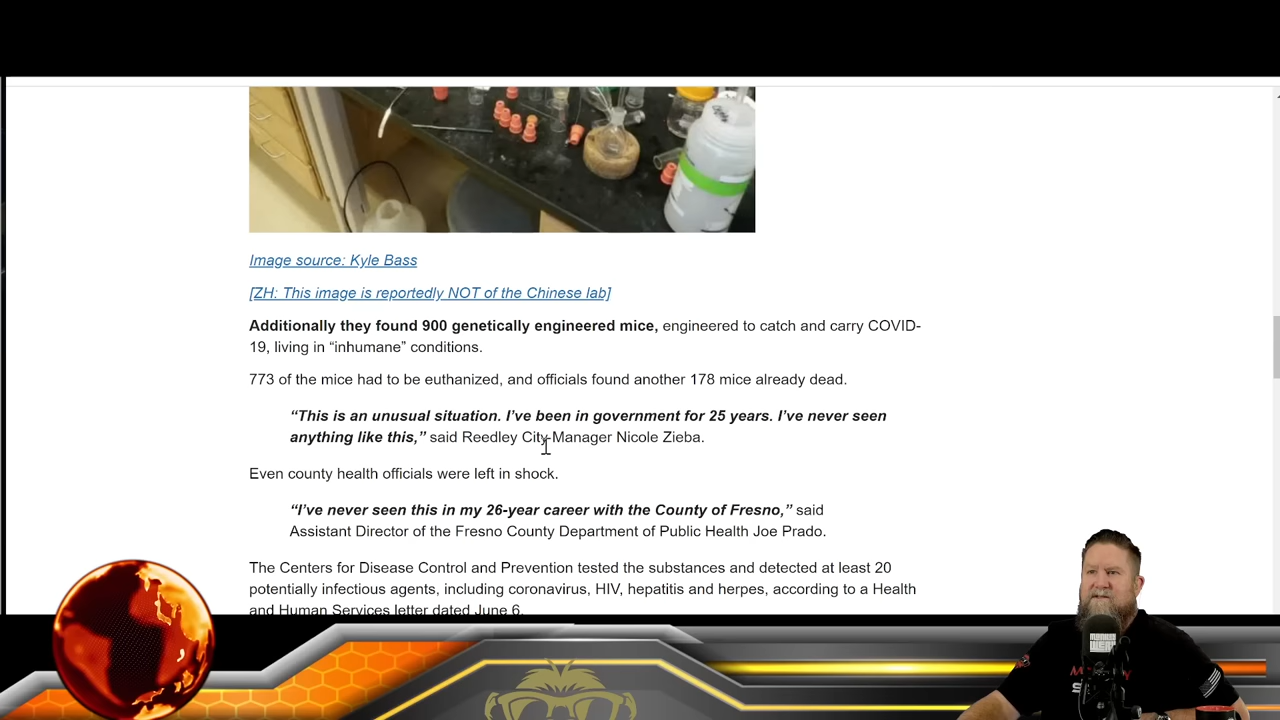 Image source: Kyle Bass
[ZH: This image is reportedly NOT of the Chinese lab]
Additionally they found 900 genetically engineered mice, engineered to catch and carry COVID-
19, living in “inhumane” conditions.
773 of the mice had to be euthanized, and officials found another 178 mice already dead.
“This is an unusual situation. I’ve been in government for 25 years. I’ve never seen
anything like this,” said Reedley City Manager Nicole Zieba.
Even county health officials were left in shock.
“I’ve never seen this in my 26-year career with the County of Fresno,” said
Assistant Director of the Fresno County Department of Public Health Joe Prado.
The Centers for Disease Control and Prevention tested the substances and detected at least 20
potentially infectious agents, including coronavirus, HIV, hepatitis and herpes, according to a Health
and Human Services letter dated June 6.